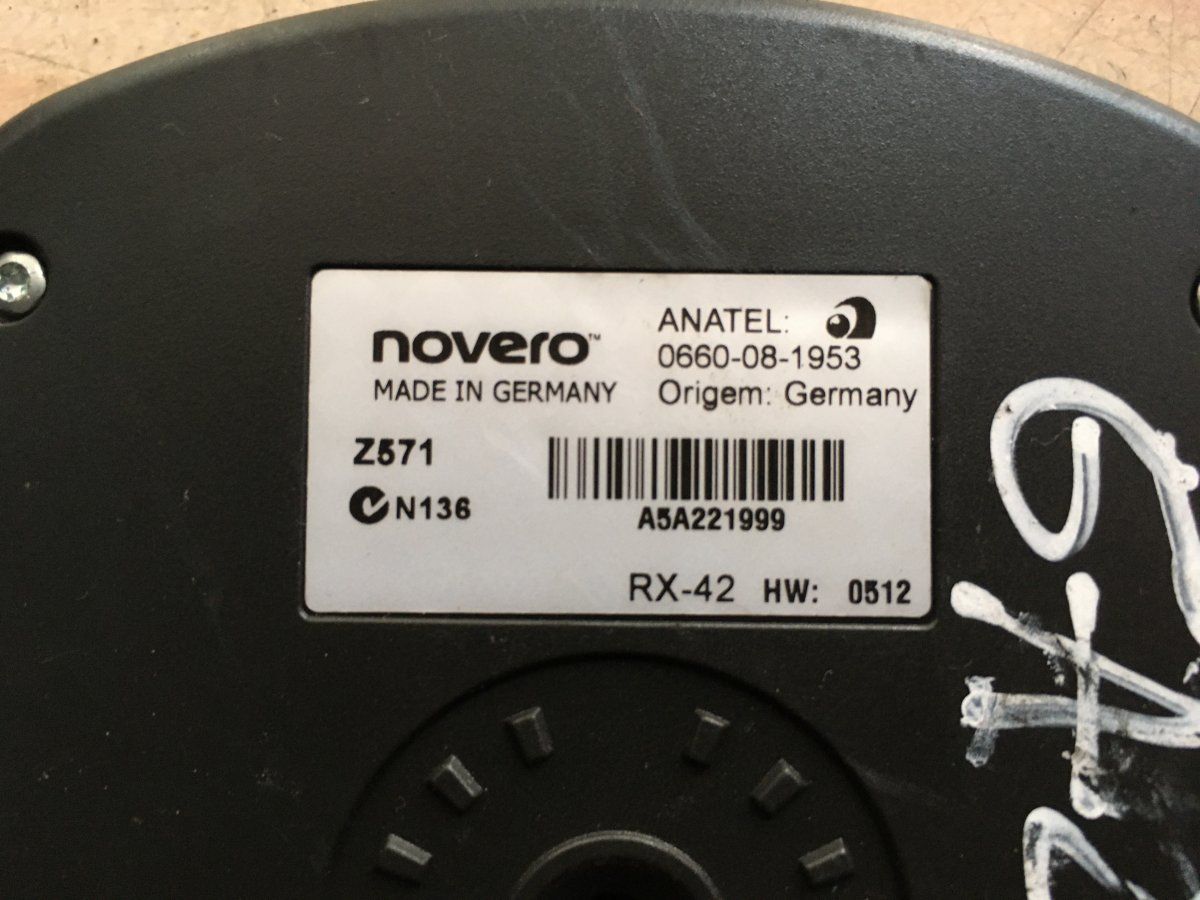 novero™
MADE IN GERMANY
ANATEL:
0660-08-1953
Origem: Germany
Z571
N136
A5A221999
RX-42 HW: 0512